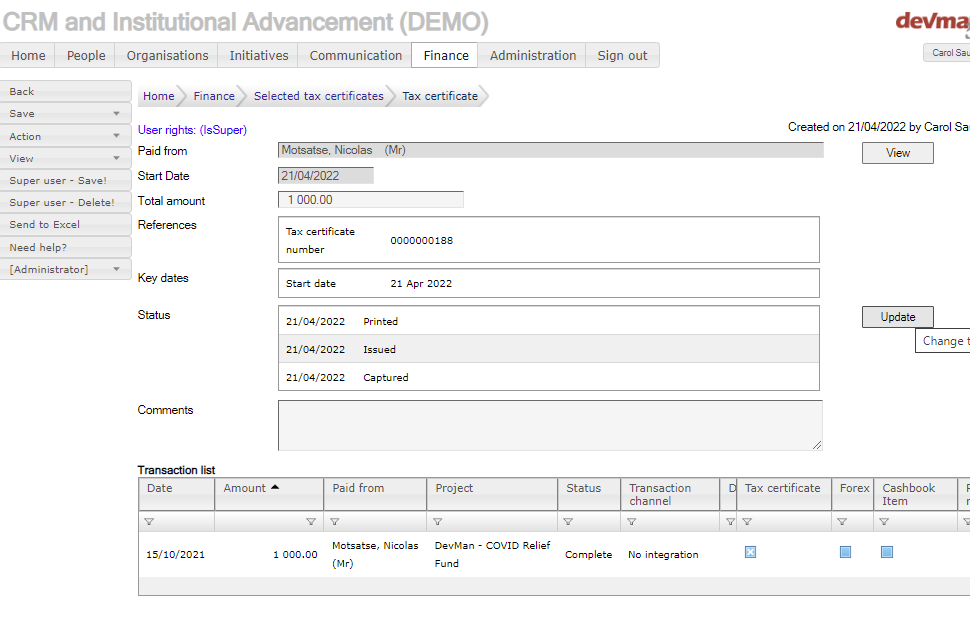 CRM and Institutional Advancement (DEMO)
devma
Home People Organisations Initiatives Communication Finance Administration Sign out
Carol Sau
Back
Save
Action
View
Super user - Save!
Super user - Delete!
Send to Excel
Need help?
[Administrator]
Home Finance Selected tax certificates Tax certificate
User rights: (IsSuper)
Created on 21/04/2022 by Carol Sau
Paid from Motsatse, Nicolas (Mr) View
Start Date 21/04/2022
Total amount 1 000.00
References
Tax certificate
number
0000000188
Key dates Start date 21 Apr 2022
Status
21/04/2022 Printed
21/04/2022 Issued
21/04/2022 Captured
Update
Change t
Comments
Transaction list
Date Amount Paid from Project Status Transaction D Tax certificate Forex Cashbook
channel Item
15/10/2021 1 000.00 Motsatse, Nicolas DevMan - COVID Relief Complete No integration
(Mr) Fund